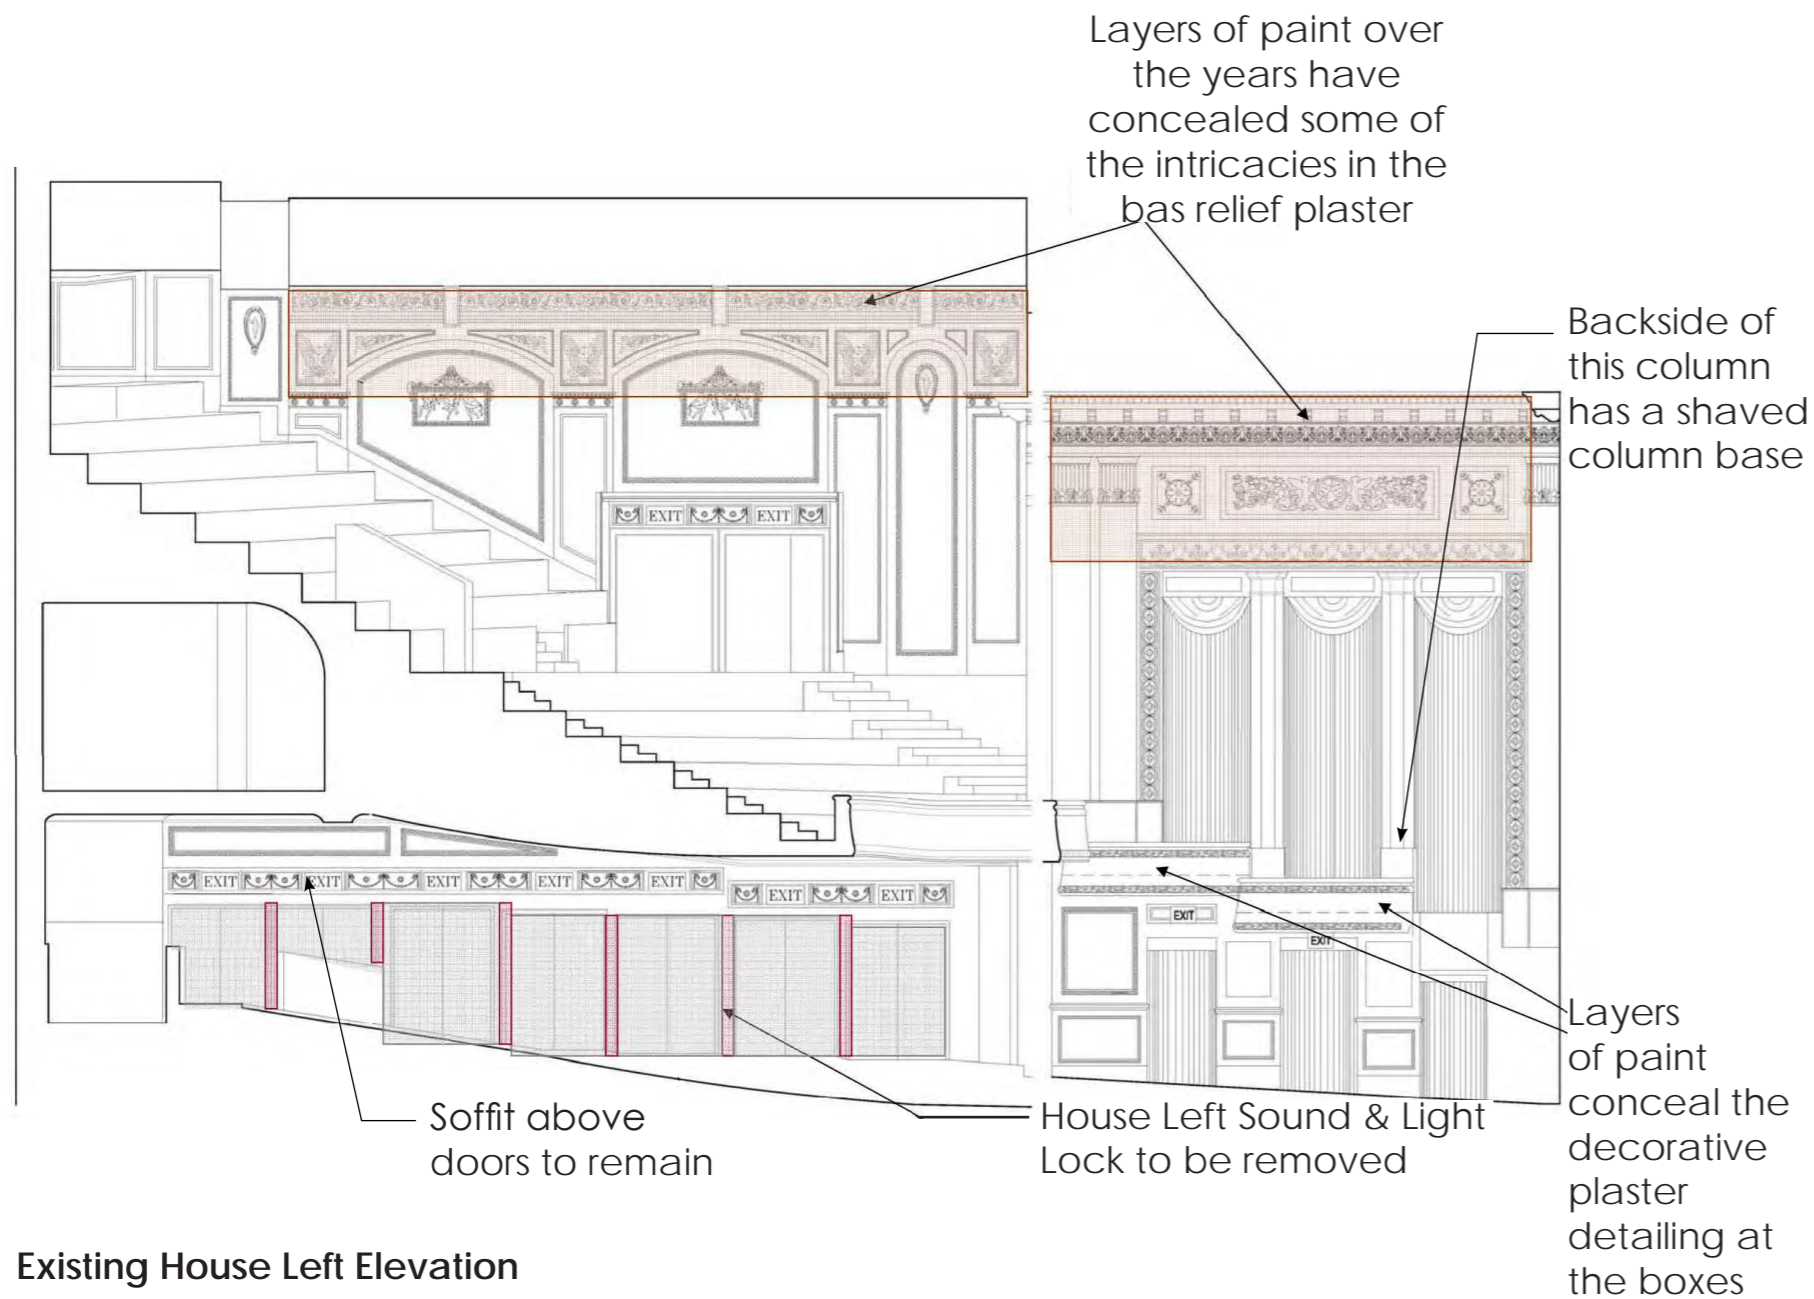 Layers of paint over
the years have
concealed some of
the intricacies in the
bas relief plaster
Backside of
this column
has a shaved
column base
EXIT EXIT
EXIT EXIT EXIT EXIT EXIT
EXIT EXIT
EXIT
EXIT
Soffit above
doors to remain
House Left Sound & Light
Lock to be removed
Layers
of paint
conceal the
decorative
plaster
detailing at
the boxes
Existing House Left Elevation